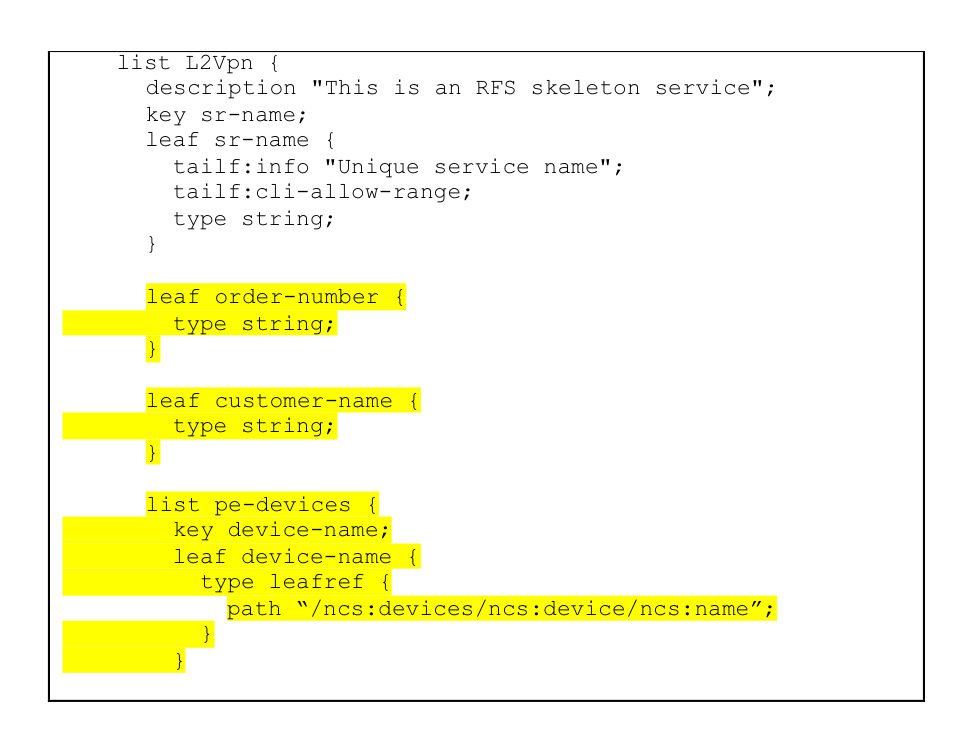 list L2Vpn {
description "This is an RFS skeleton service";
key sr-name;
leaf sr-name {
tailf:info "Unique service name";
tailf:cli-allow-range;
type string;
}
leaf order-number {
type string;
}
leaf customer-name {
type string;
}
list pe-devices {
key device-name;
leaf device-name {
type leafref {
path “/ncs:devices/ncs:device/ncs:name”;
}
}